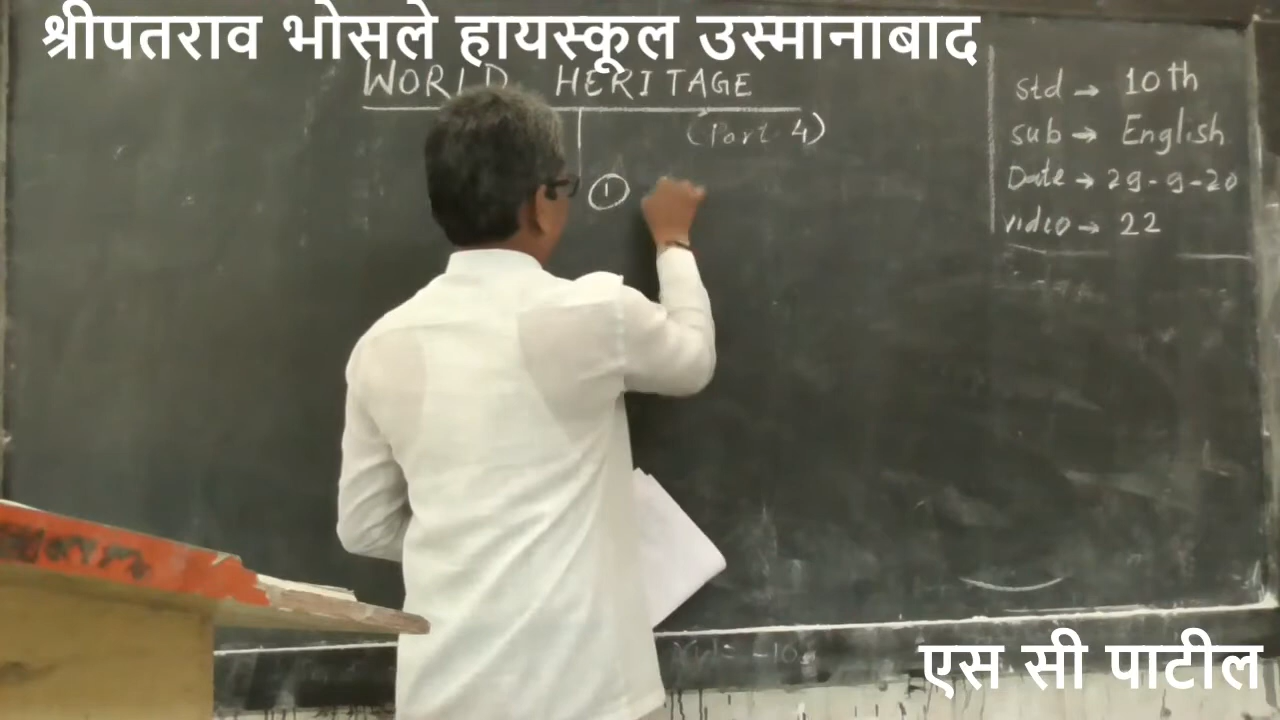 श्रीपतराव भोसले हायस्कूल उस्मानाबाद
WORLD HERITAGE
(Part 4)
1
Std → 10th
Sub → English
Date → 29-9-20
Video → 22
एस सी पाटील